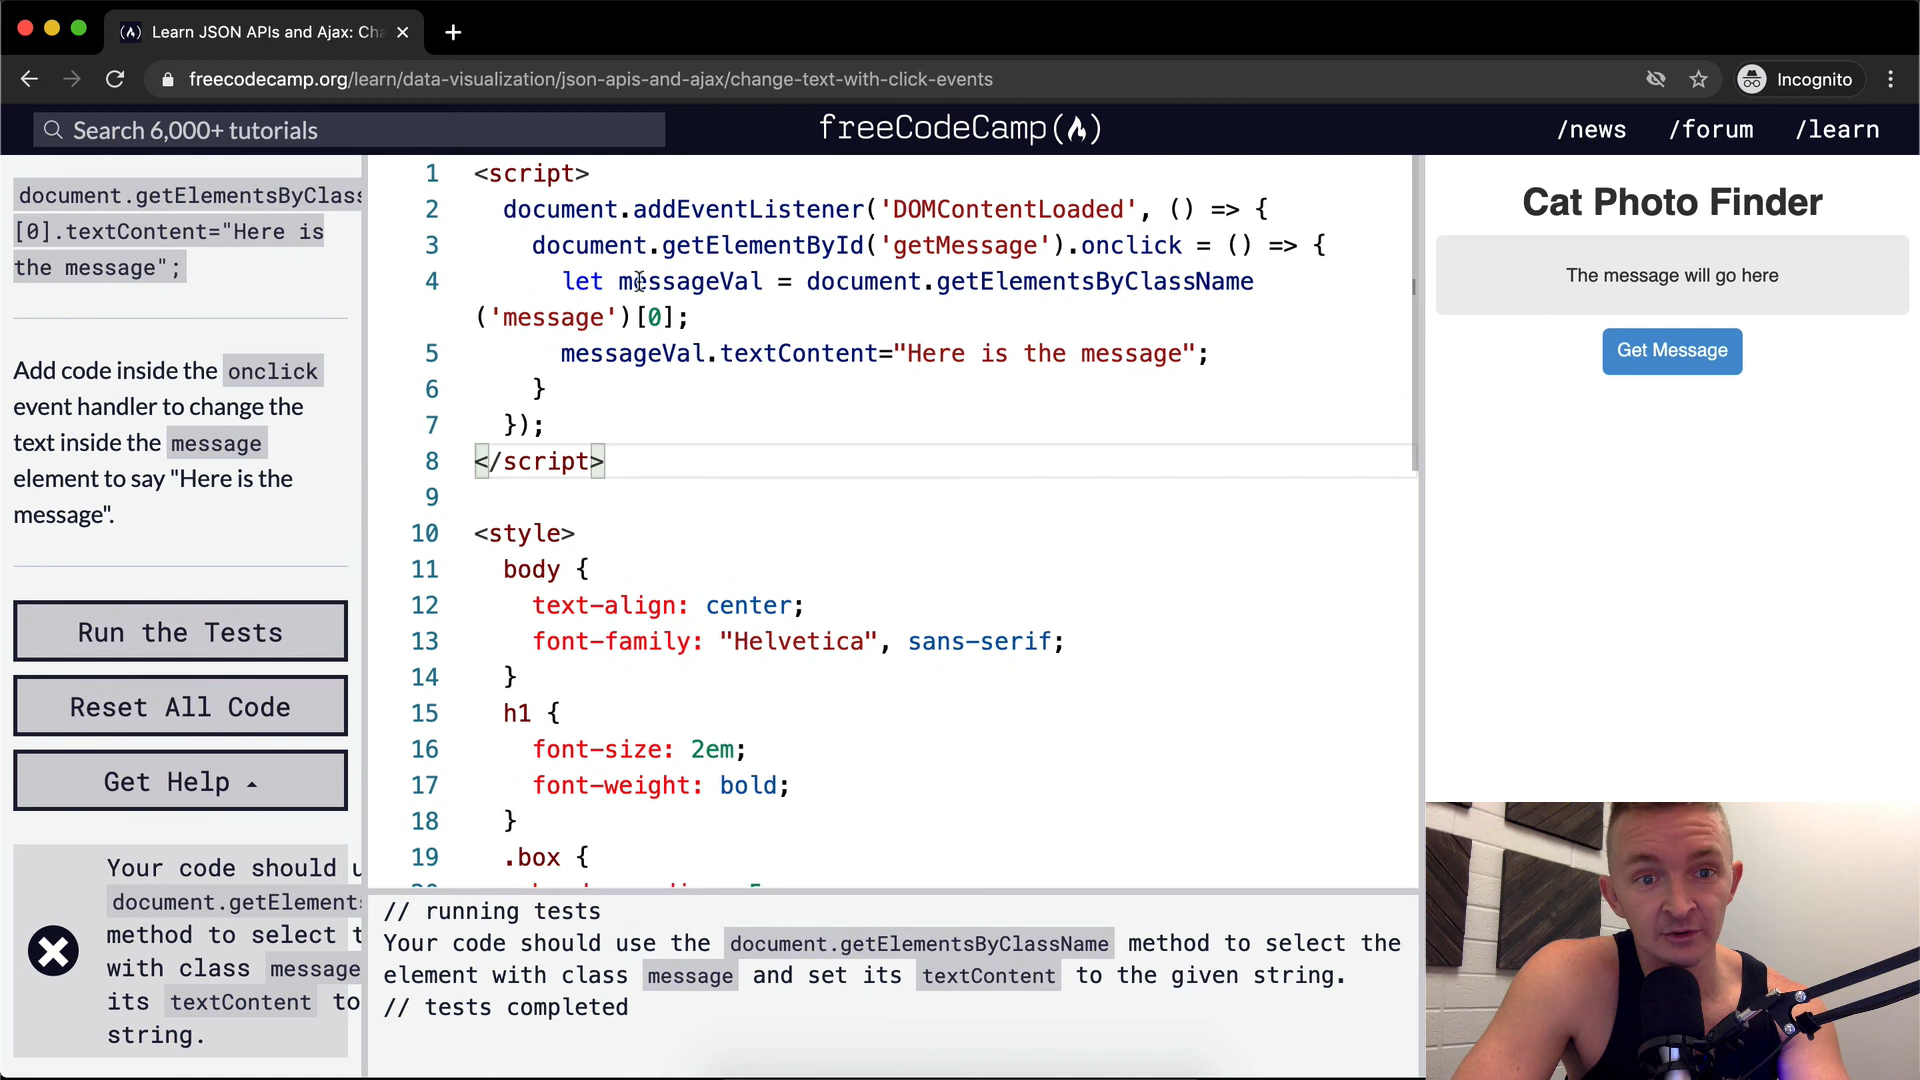 Learn JSON APIs and Ajax: Cha
freecodecamp.org/learn/data-visualization/json-apis-and-ajax/change-text-with-click-events
Incognito
Search 6,000+ tutorials
freeCodeCamp
/news
/forum
/learn
document.getElementsByClass
[0].textContent="Here is
the message";
Add code inside the onclick
event handler to change the
text inside the message
element to say "Here is the
message".
Run the Tests
Reset All Code
Get Help
Your code should u
document.getElements
method to select t
with class message
its textContent to
string.
1 <script>
2 document.addEventListener('DOMContentLoaded', () => {
3 document.getElementById('getMessage').onclick = () => {
4 let messageVal = document.getElementsByClassName
('message')[0];
5 messageVal.textContent="Here is the message";
6 }
7 });
8 </script>
9
10 <style>
11 body {
12 text-align: center;
13 font-family: "Helvetica", sans-serif;
14 }
15 h1 {
16 font-size: 2em;
17 font-weight: bold;
18 }
19 .box {
// running tests
Your code should use the document.getElementsByClassName method to select the
element with class message and set its textContent to the given string.
// tests completed
Cat Photo Finder
The message will go here
Get Message